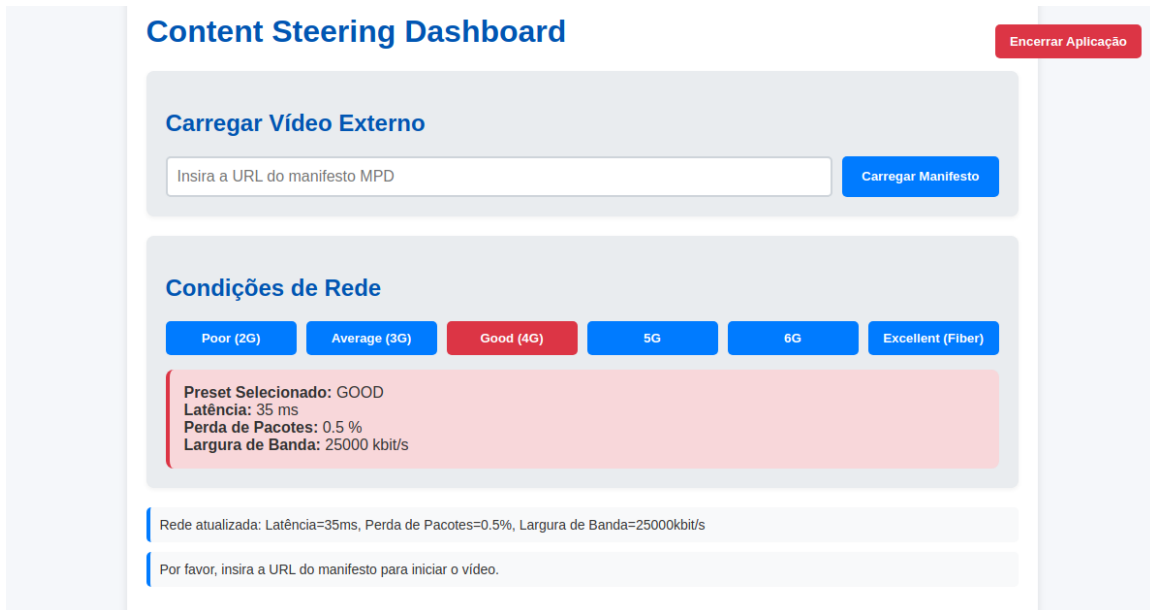 Content Steering Dashboard
Encerrar Aplicação
Carregar Vídeo Externo
Insira a URL do manifesto MPD
Carregar Manifesto
Condições de Rede
Poor (2G)
Average (3G)
Good (4G)
5G
6G
Excellent (Fiber)
Preset Selecionado: GOOD
Latência: 35 ms
Perda de Pacotes: 0.5 %
Largura de Banda: 25000 kbit/s
Rede atualizada: Latência=35ms, Perda de Pacotes=0.5%, Largura de Banda=25000kbit/s
Por favor, insira a URL do manifesto para iniciar o vídeo.